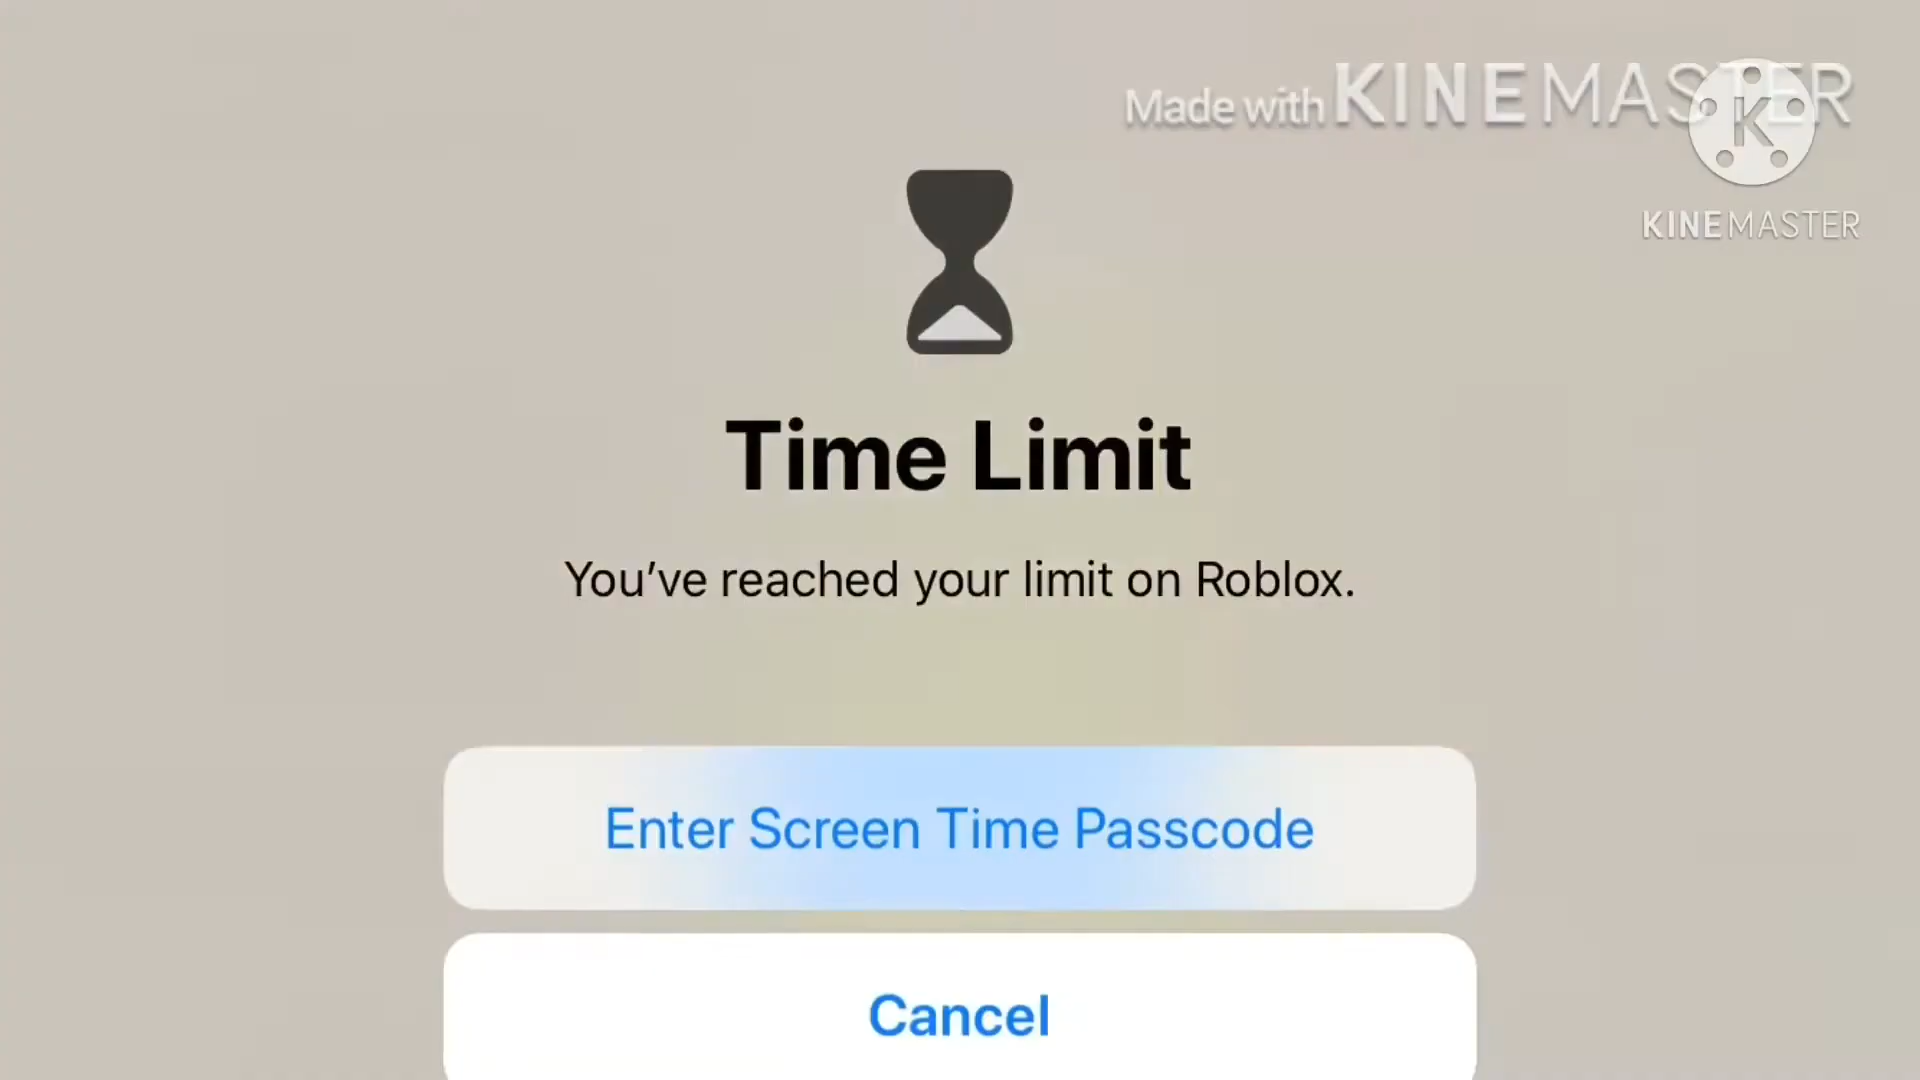 Made with KINEMASTER
K
KINEMASTER
Time Limit
You’ve reached your limit on Roblox.
Enter Screen Time Passcode
Cancel